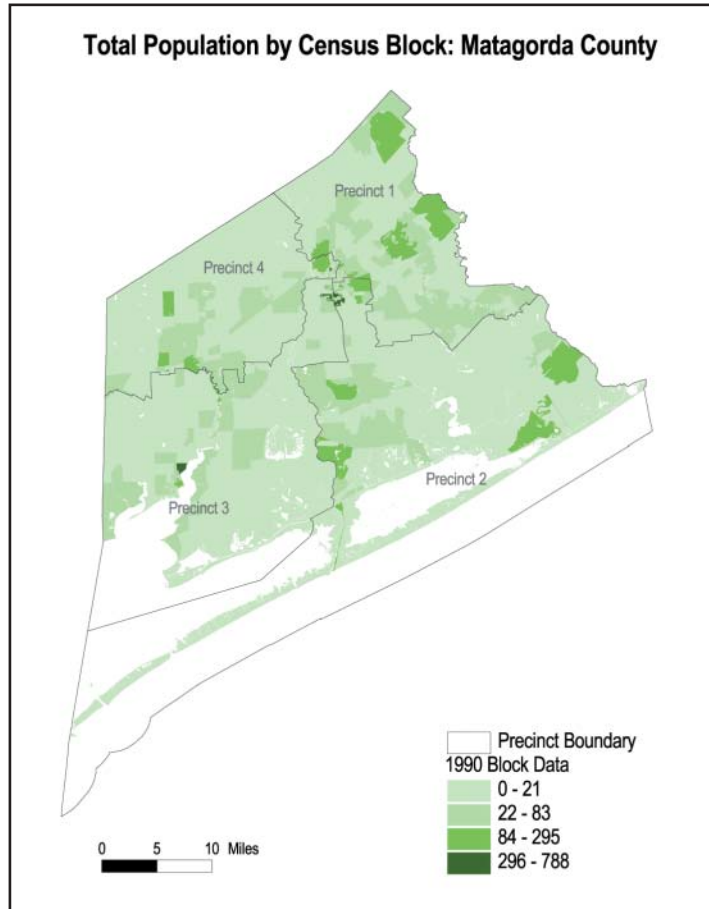 Total Population by Census Block: Matagorda County
Precinct 1
Precinct 4
Precinct 2
Precinct 3
Precinct Boundary
1990 Block Data
0 - 21
22 - 83
84 - 295
296 - 788
0 5 10 Miles